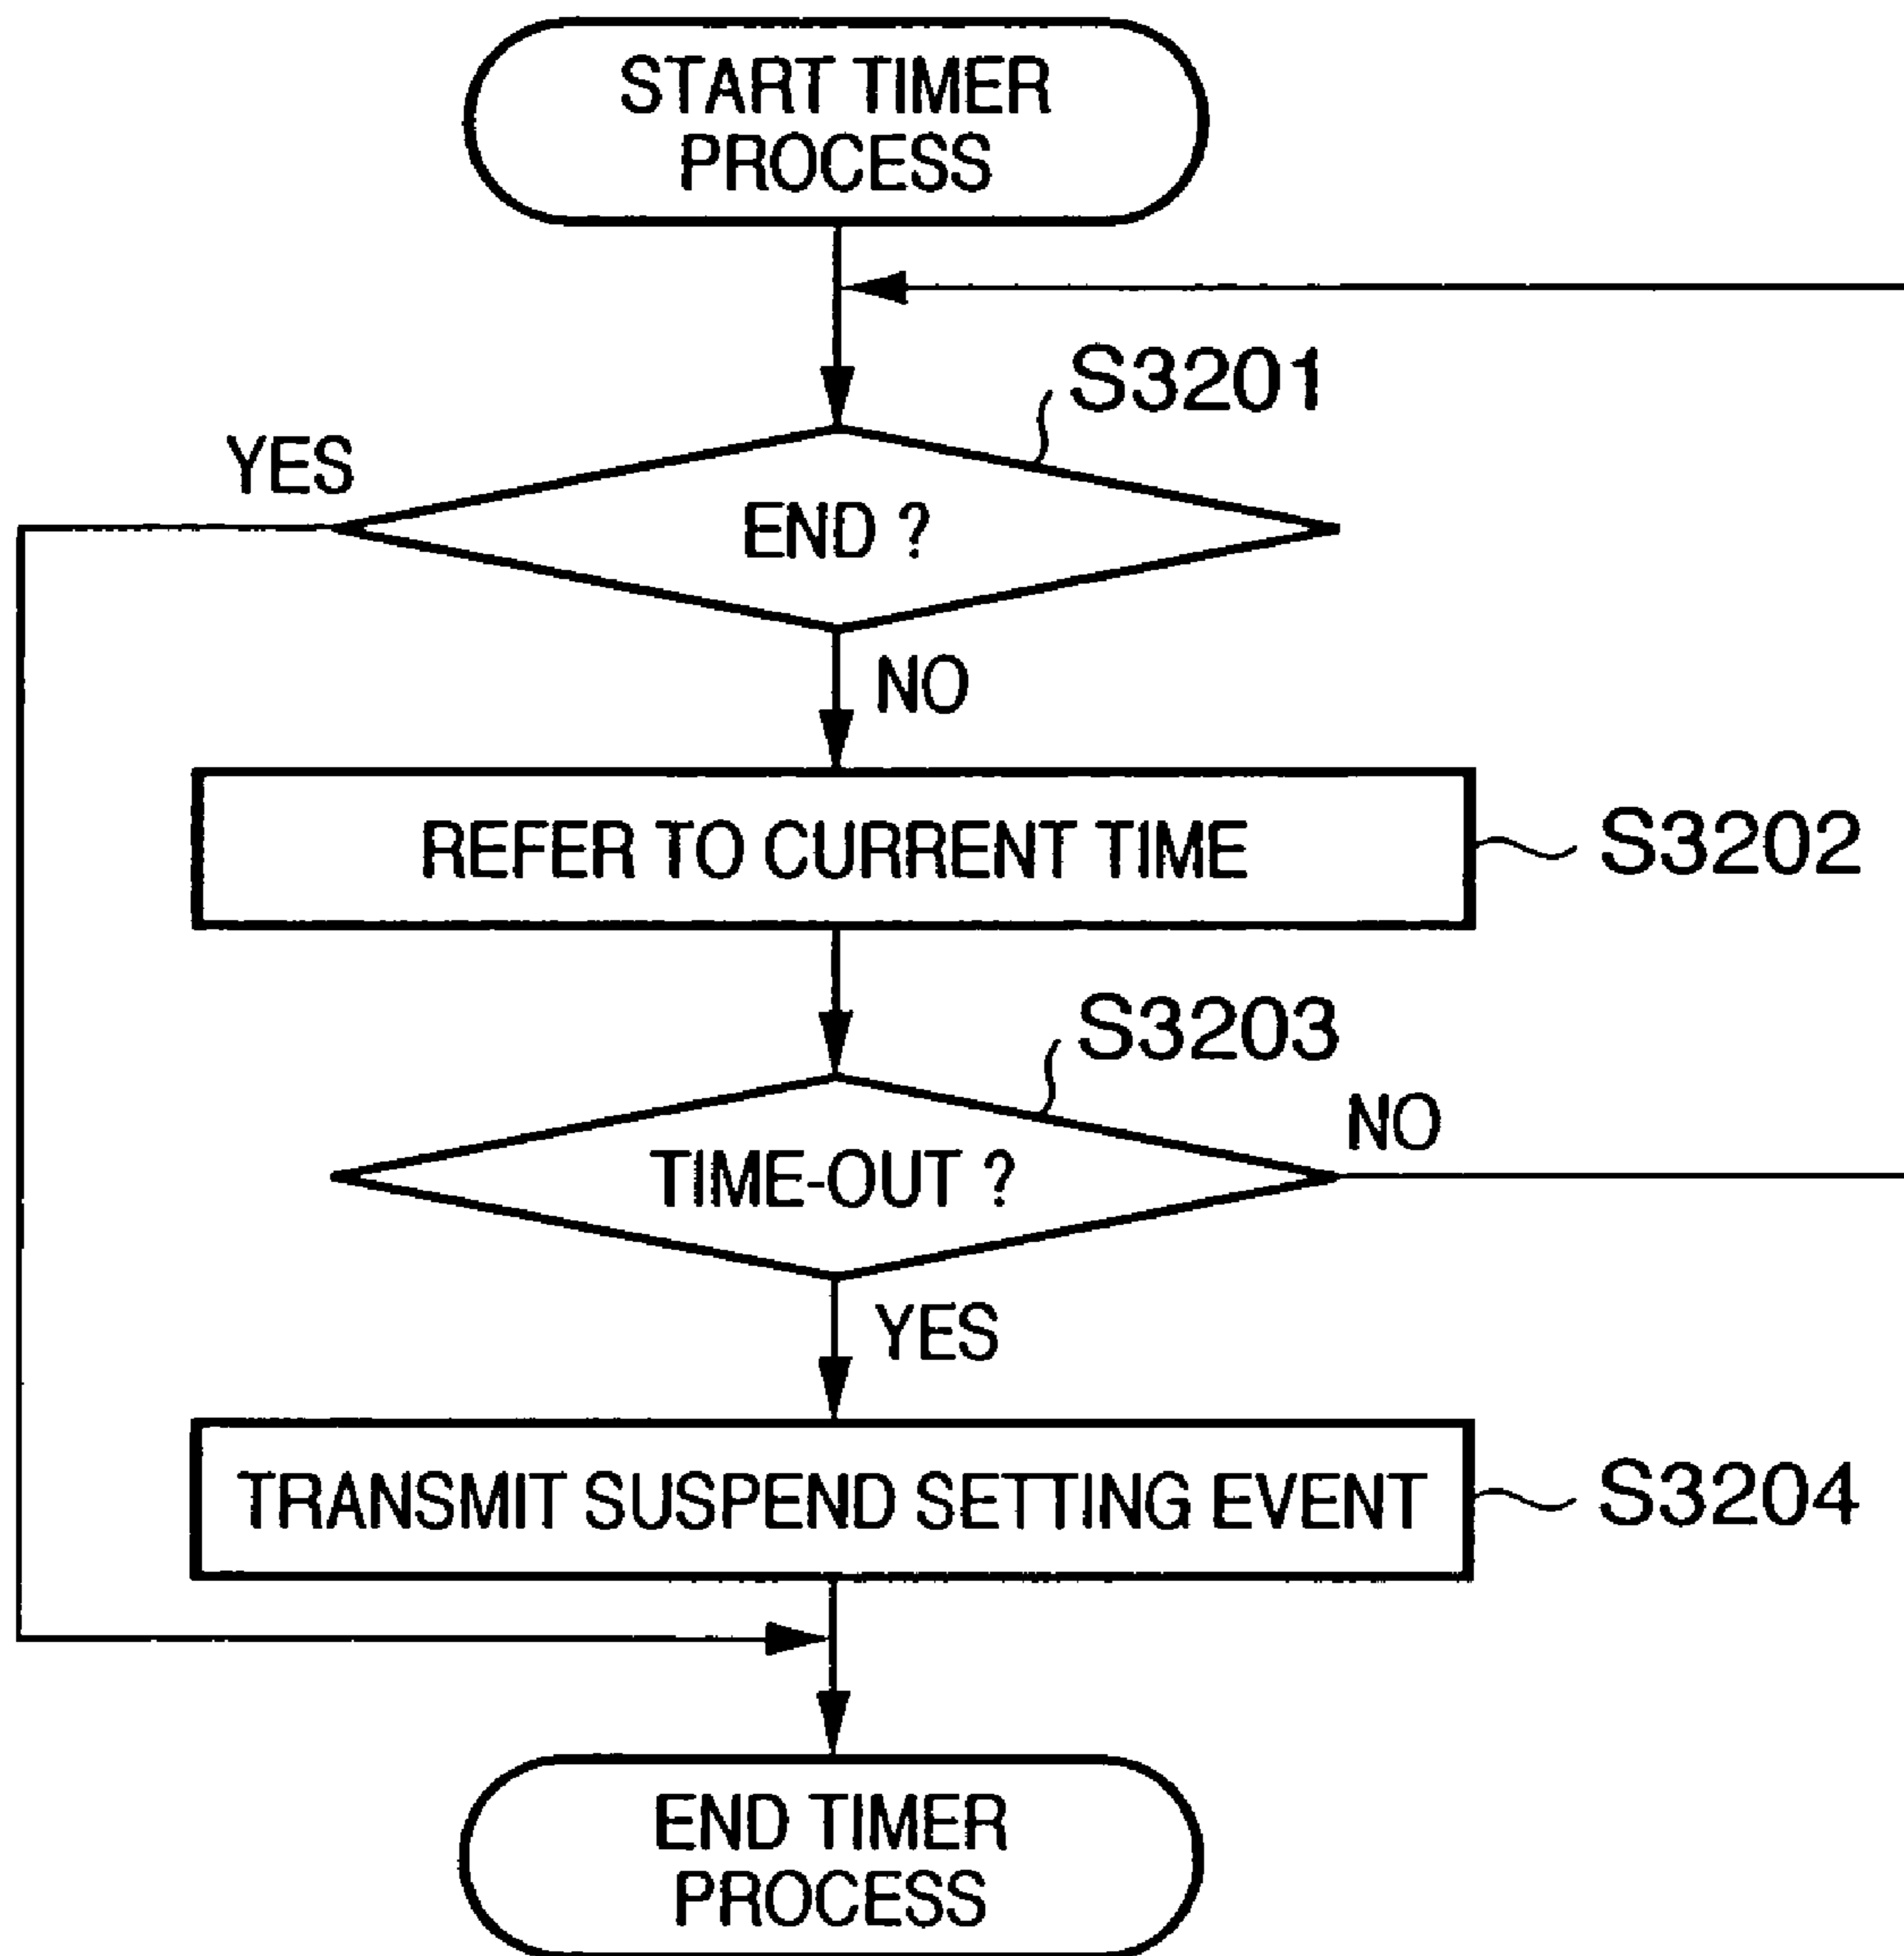 START TIMER
PROCESS
S3201
YES
END ?
NO
REFER TO CURRENT TIME
S3202
S3203
NO
TIME-OUT ?
YES
TRANSMIT SUSPEND SETTING EVENT
S3204
END TIMER
PROCESS